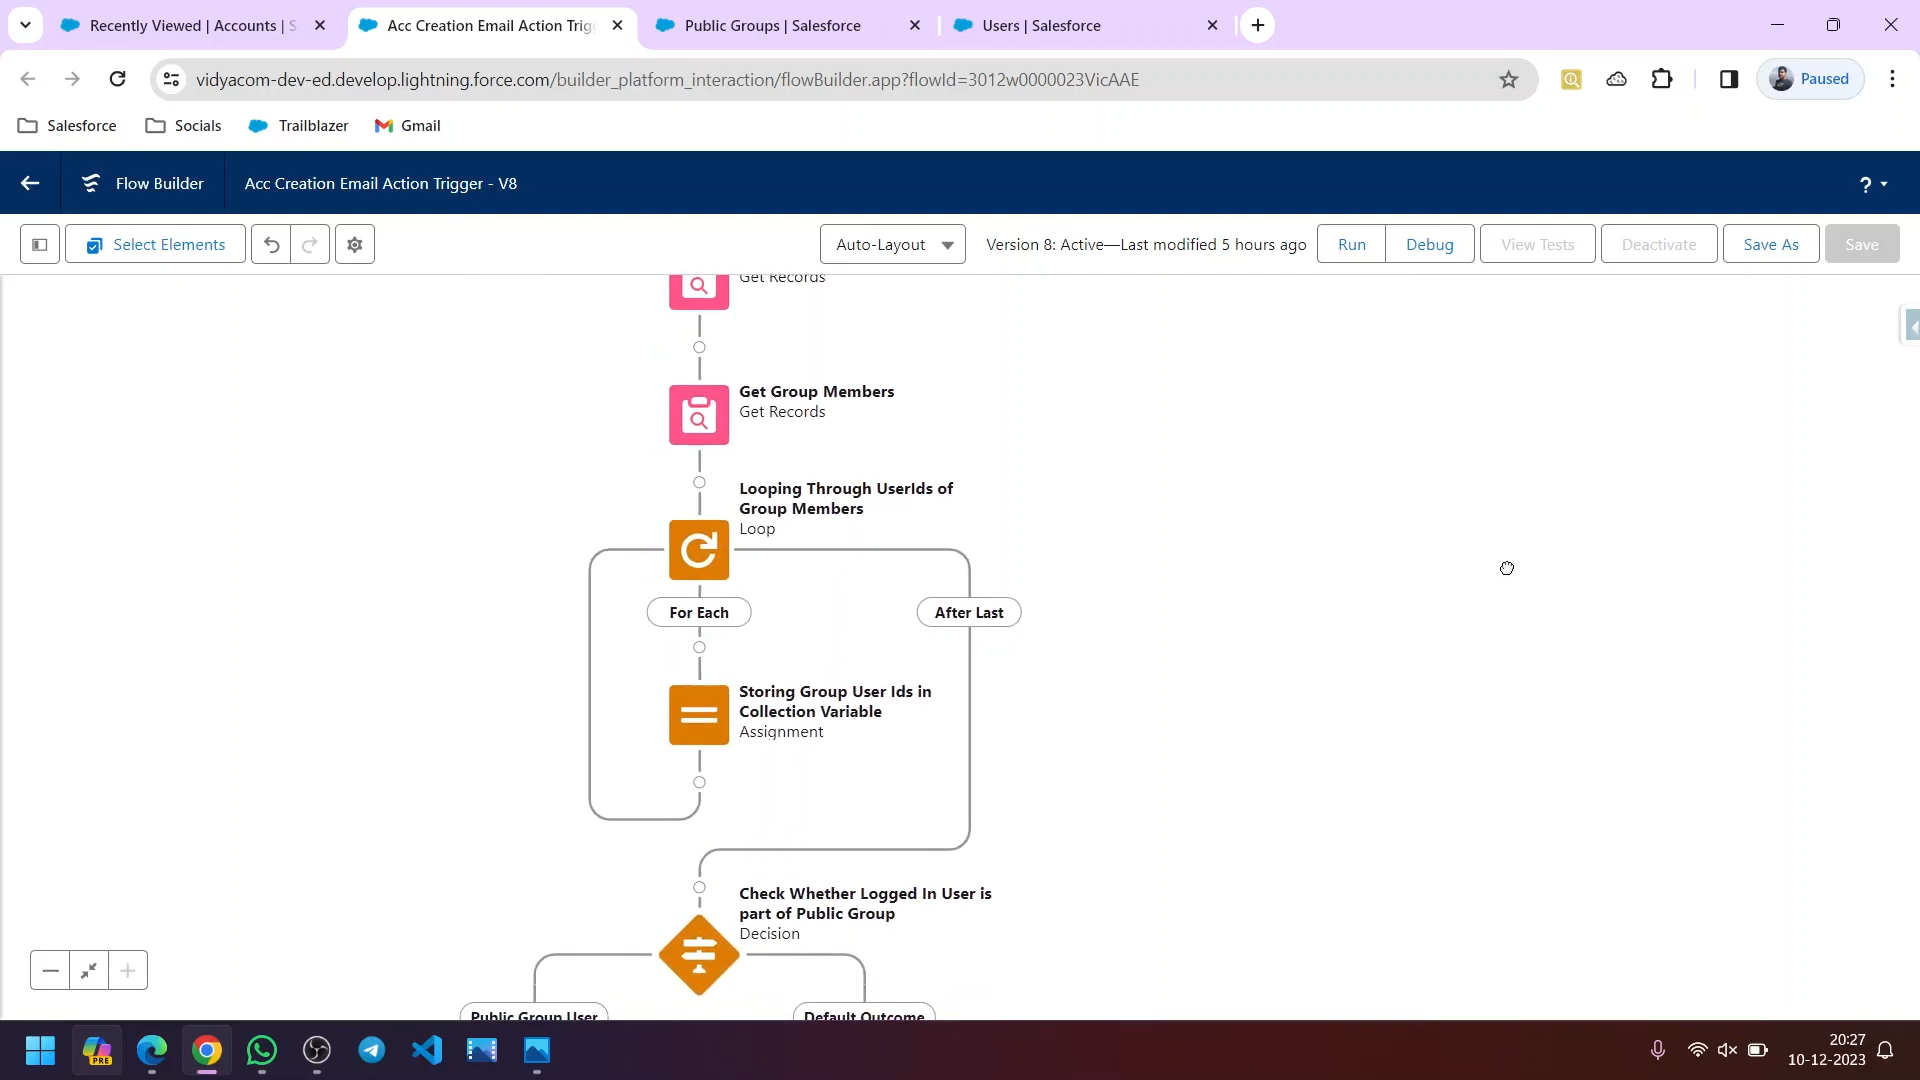 Recently Viewed | Accounts | S
Acc Creation Email Action Trig
Public Groups | Salesforce
Users | Salesforce
vidyacom-dev-ed.develop.lightning.force.com/builder_platform_interaction/flowBuilder.app?flowId=3012w0000023VicAAE
Paused
Salesforce
Socials
Trailblazer
Gmail
Flow Builder
Acc Creation Email Action Trigger - V8
?
Select Elements
Auto-Layout
Version 8: Active—Last modified 5 hours ago
Run
Debug
View Tests
Deactivate
Save As
Save
Get Records
Get Group Members
Get Records
Looping Through UserIds of
Group Members
Loop
For Each
After Last
Storing Group User Ids in
Collection Variable
Assignment
Check Whether Logged In User is
part of Public Group
Decision
Public Group User
Default Outcome
PRE
20:27
10-12-2023